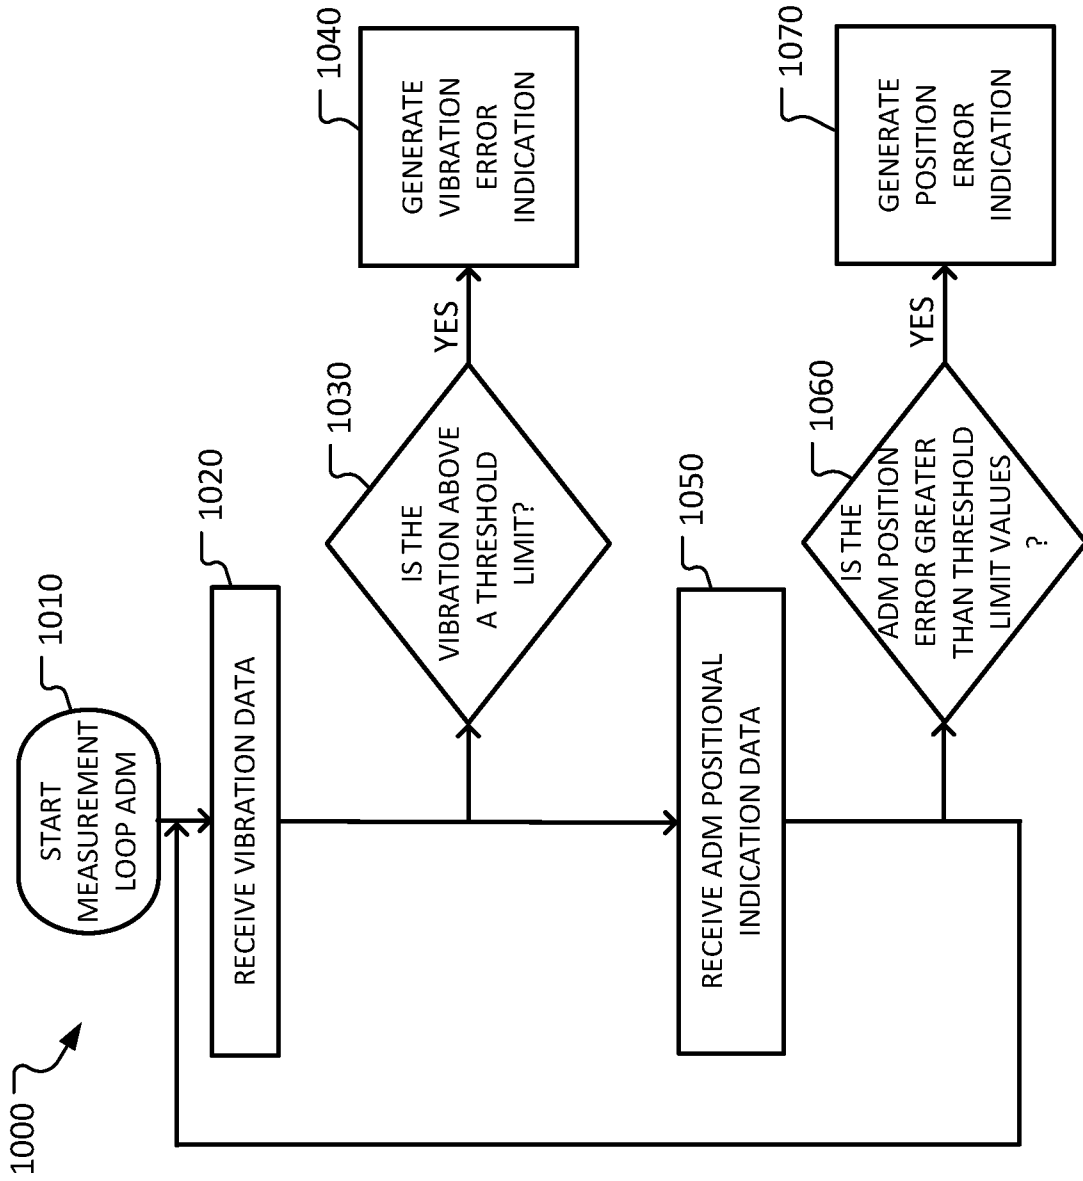 1000
1010
START
MEASUREMENT
LOOP ADM
1020
RECEIVE VIBRATION DATA
1030
IS THE
VIBRATION ABOVE
A THRESHOLD
LIMIT?
YES
1040
GENERATE
VIBRATION
ERROR
INDICATION
1050
RECEIVE ADM POSITIONAL
INDICATION DATA
1060
IS THE
ADM POSITION
ERROR GREATER
THAN THRESHOLD
LIMIT VALUES
?
YES
1070
GENERATE
POSITION
ERROR
INDICATION